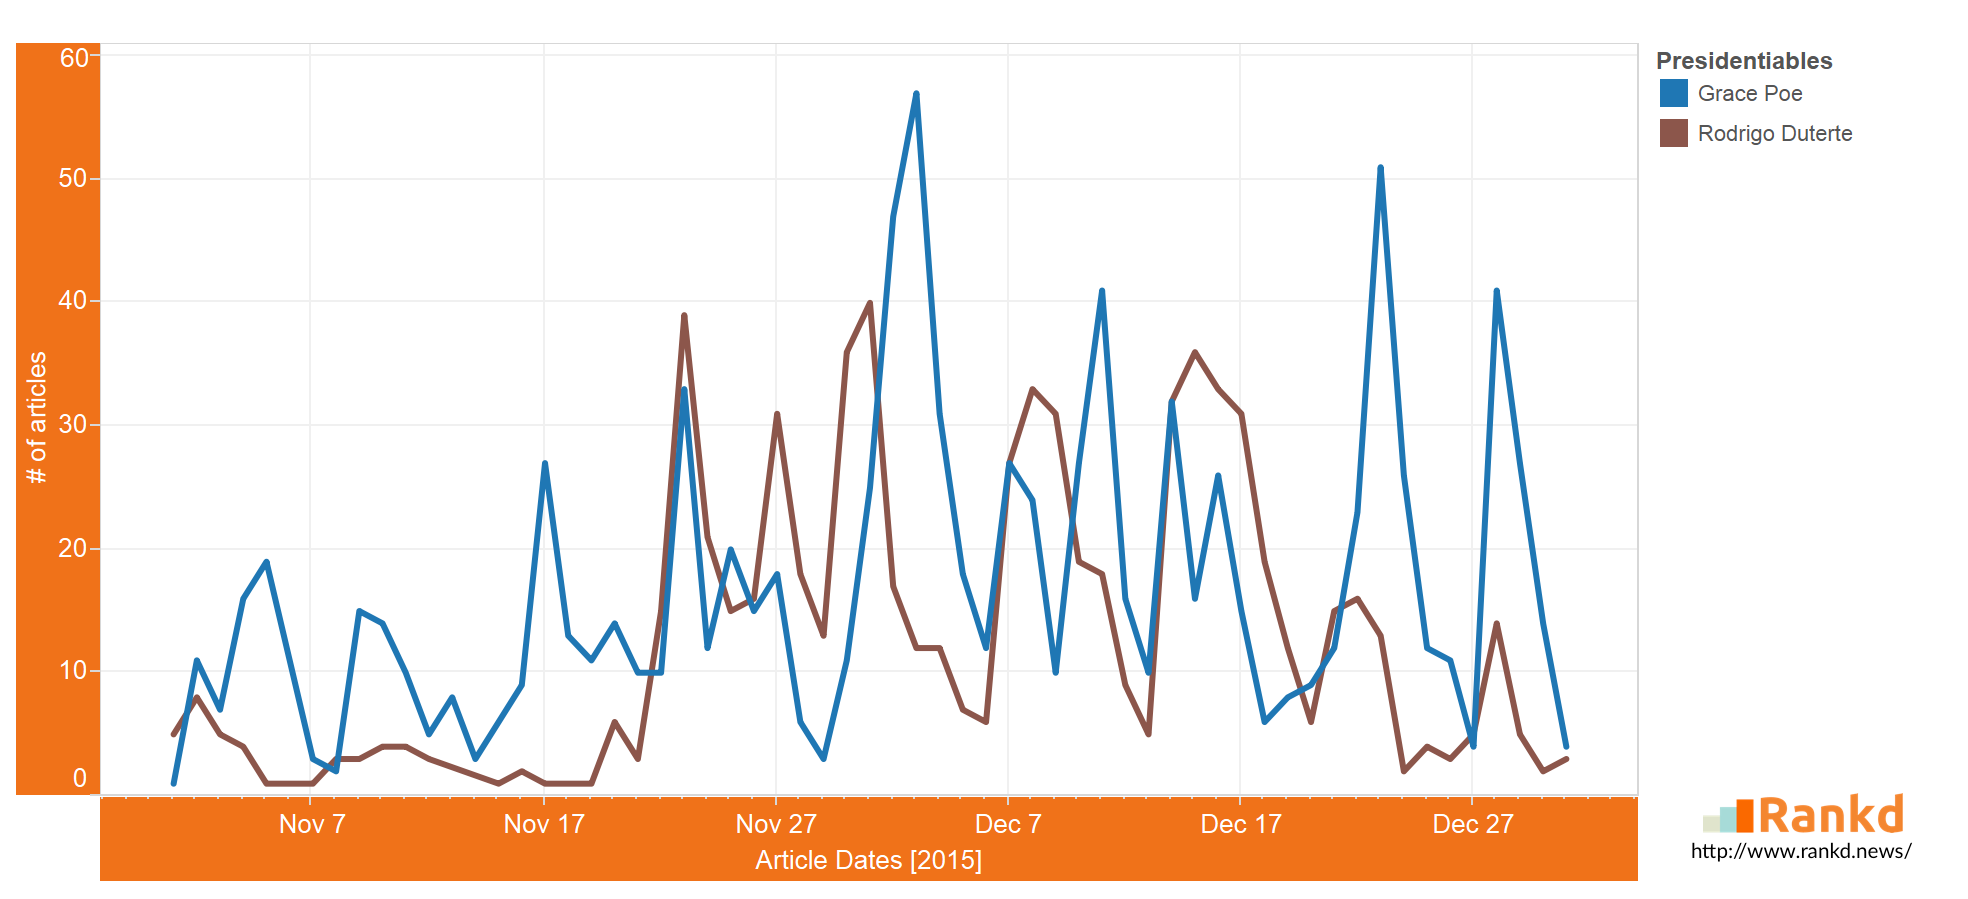 60
50
40
30
20
10
0
# of articles
Nov 7
Nov 17
Nov 27
Dec 7
Dec 17
Dec 27
Article Dates [2015]
Presidentiables
Grace Poe
Rodrigo Duterte
Rankd
http://www.rankd.news/